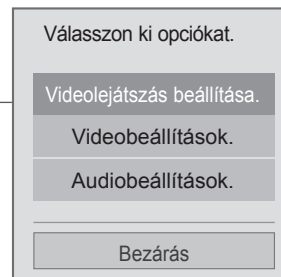 Válasszon ki opciókat.
Videolejátszás beállítása.
Videobeállítások.
Audiobeállítások.
Bezárás